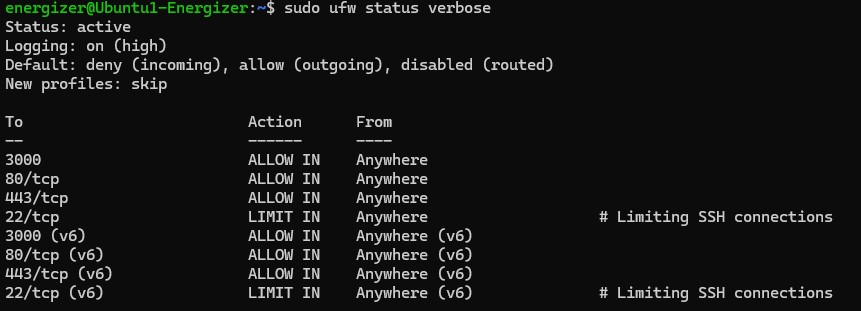 energizer@Ubuntu1-Energizer:~$ sudo ufw status verbose
Status: active
Logging: on (high)
Default: deny (incoming), allow (outgoing), disabled (routed)
New profiles: skip

To                         Action      From
--                         ------      ----
3000                       ALLOW IN    Anywhere
80/tcp                     ALLOW IN    Anywhere
443/tcp                    ALLOW IN    Anywhere
22/tcp                     LIMIT IN    Anywhere                   # Limiting SSH connections
3000 (v6)                  ALLOW IN    Anywhere (v6)
80/tcp (v6)                ALLOW IN    Anywhere (v6)
443/tcp (v6)               ALLOW IN    Anywhere (v6)
22/tcp (v6)                LIMIT IN    Anywhere (v6)              # Limiting SSH connections